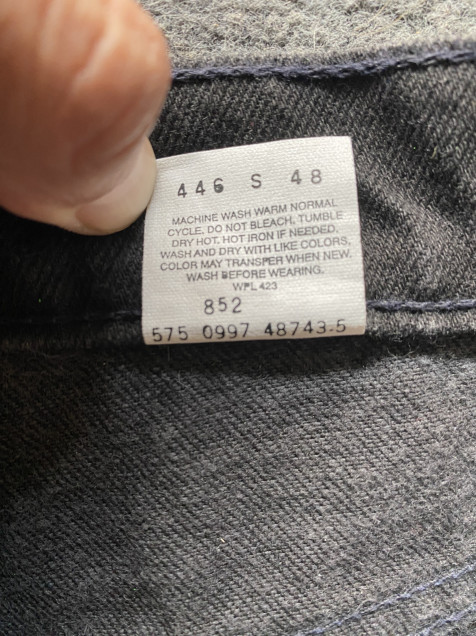 446 S 48
MACHINE WASH WARM NORMAL
CYCLE. DO NOT BLEACH, TUMBLE
DRY HOT. HOT IRON IF NEEDED.
WASH AND DRY WITH LIKE COLORS.
COLOR MAY TRANSFER WHEN NEW.
WASH BEFORE WEARING.
WPL 423
852
575 0997 48743.5